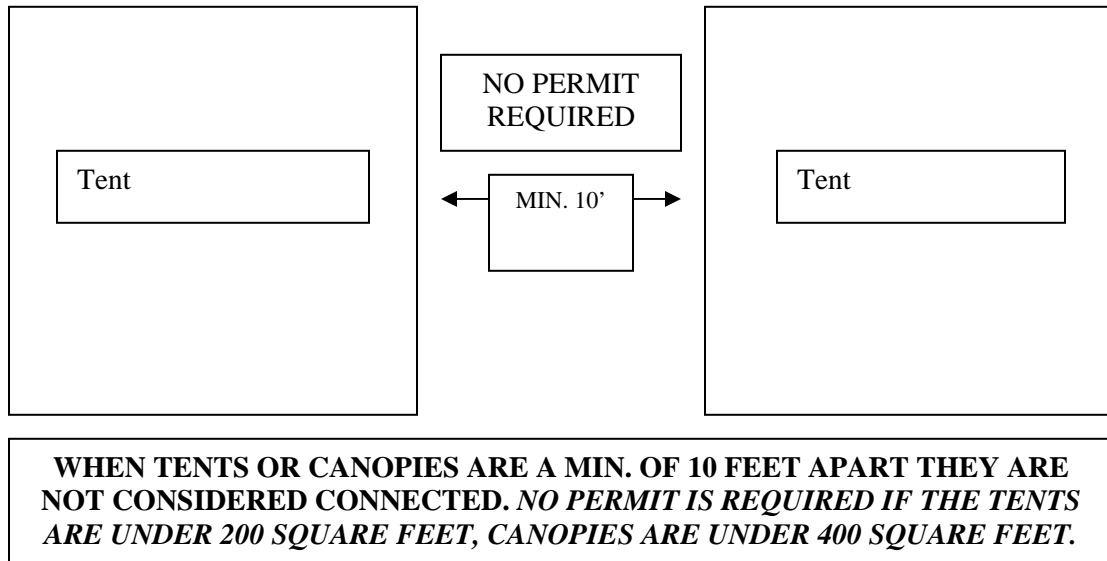 NO PERMIT
REQUIRED
Tent
MIN. 10’
Tent
WHEN TENTS OR CANOPIES ARE A MIN. OF 10 FEET APART THEY ARE
NOT CONSIDERED CONNECTED. NO PERMIT IS REQUIRED IF THE TENTS
ARE UNDER 200 SQUARE FEET, CANOPIES ARE UNDER 400 SQUARE FEET.